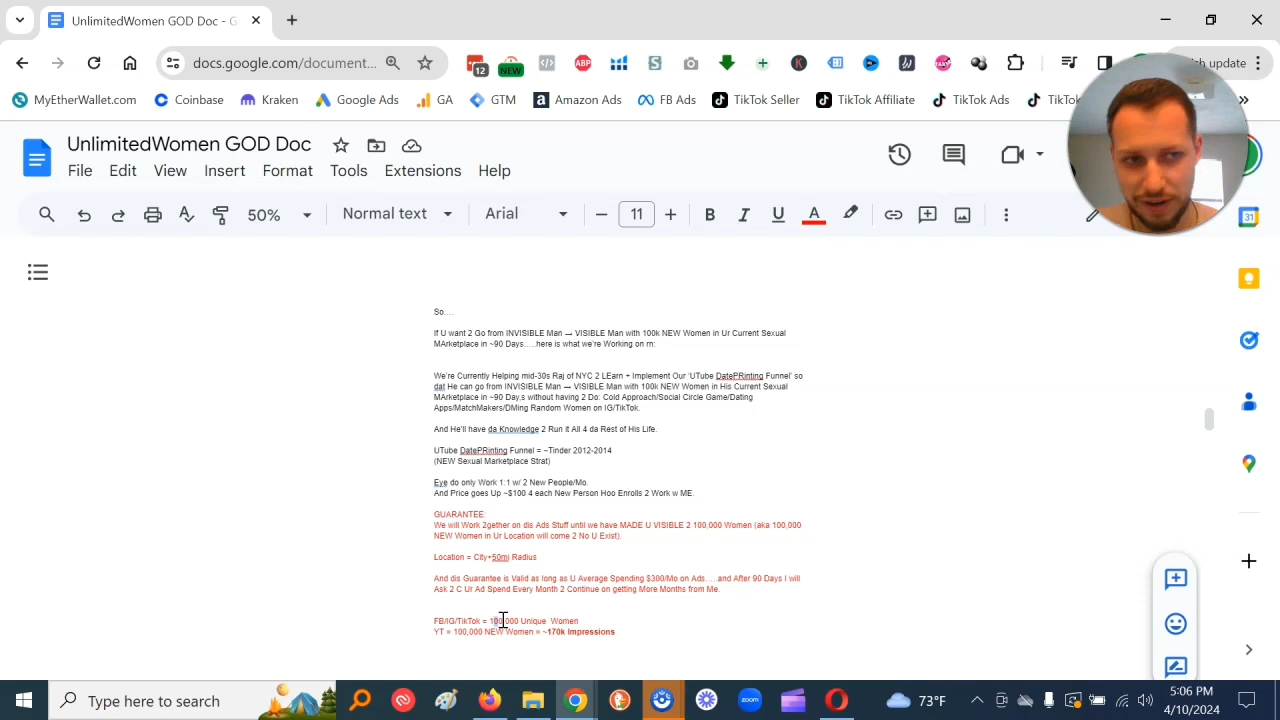 UnlimitedWomen GOD Doc - G
docs.google.com/document...
12
NEW
ABP
ch update
MyEtherWallet.com
Coinbase
Kraken
Google Ads
GA
GTM
Amazon Ads
FB Ads
TikTok Seller
TikTok Affiliate
TikTok Ads
TikTok
UnlimitedWomen GOD Doc
File Edit View Insert Format Tools Extensions Help
50% Normal text Arial 11 B I U A
31
So….
If U want 2 Go from INVISIBLE Man → VISIBLE Man with 100k NEW Women in Ur Current Sexual
MArketplace in ~90 Days…..here is what we're Working on rn:
We're Currently Helping mid-30s Raj of NYC 2 LEarn + Implement Our 'UTube DatePRinting Funnel' so
dat He can go from INVISIBLE Man → VISIBLE Man with 100k NEW Women in His Current Sexual
MArketplace in ~90 Day,s without having 2 Do: Cold Approach/Social Circle Game/Dating
Apps/MatchMakers/DMing Random Women on IG/TikTok.
And He'll have da Knowledge 2 Run it All 4 da Rest of His Life.
UTube DatePRinting Funnel = ~Tinder 2012-2014
(NEW Sexual Marketplace Strat)
Eye do only Work 1:1 w/ 2 New People/Mo.
And Price goes Up ~$100 4 each New Person Hoo Enrolls 2 Work w ME.
GUARANTEE:
We will Work 2gether on dis Ads Stuff until we have MADE U VISIBLE 2 100,000 Women (aka 100,000
NEW Women in Ur Location will come 2 No U Exist).
Location = City+50mi Radius
And dis Guarantee is Valid as long as U Average Spending $300/Mo on Ads…..and After 90 Days I will
Ask 2 C Ur Ad Spend Every Month 2 Continue on getting More Months from Me.
FB/IG/TikTok = 100,000 Unique  Women
YT = 100,000 NEW Women = ~170k Impressions
Type here to search
zoom
73°F
5:06 PM
4/10/2024